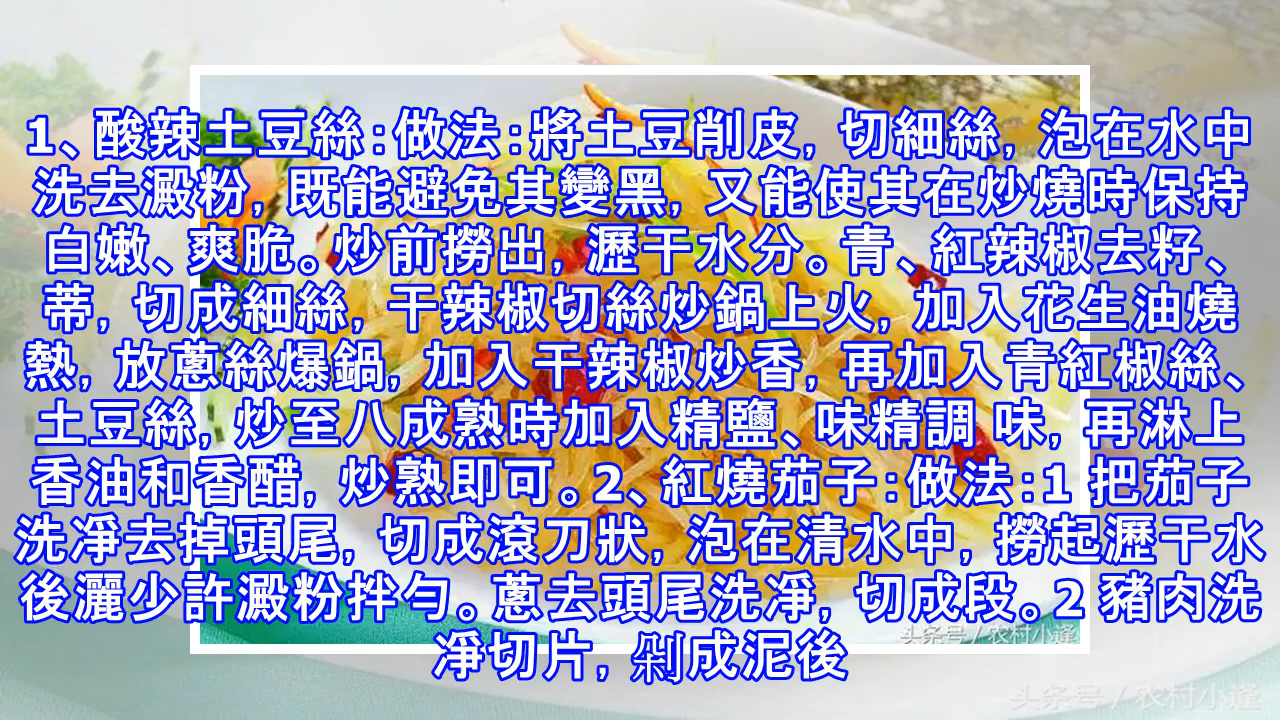 1、酸辣土豆絲:做法:將土豆削皮, 切細絲, 泡在水中
洗去澱粉, 既能避免其變黑, 又能使其在炒燒時保持
白嫩、爽脆。炒前撈出, 瀝干水分。青、紅辣椒去籽、
蒂, 切成細絲, 干辣椒切絲炒鍋上火, 加入花生油燒
熱, 放蔥絲爆鍋, 加入干辣椒炒香, 再加入青紅椒絲、
土豆絲, 炒至八成熟時加入精鹽、味精調 味, 再淋上
香油和香醋, 炒熟即可。2、紅燒茄子:做法:1 把茄子
洗凈去掉頭尾, 切成滾刀狀, 泡在清水中, 撈起瀝干水
後灑少許澱粉拌勻。蔥去頭尾洗凈, 切成段。2 豬肉洗
凈切片, 剁成泥後
头条号 / 农村小逢
头条号 / 农村小逢